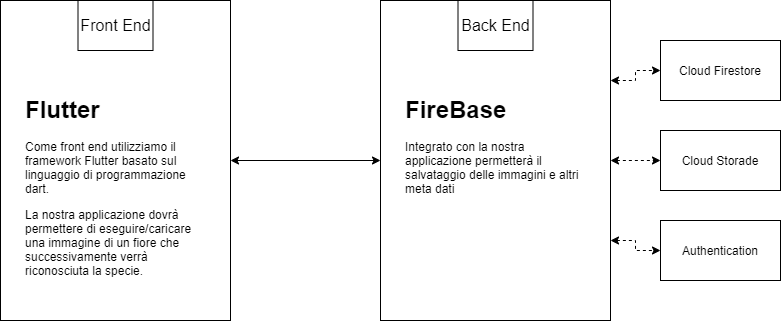 Front End
Flutter
Come front end utilizziamo il
framework Flutter basato sul
linguaggio di programmazione
dart.
La nostra applicazione dovrà
permettere di eseguire/caricare
una immagine di un fiore che
successivamente verrà
riconosciuta la specie.
Back End
FireBase
Integrato con la nostra
applicazione permetterà il
salvataggio delle immagini e altri
meta dati
Cloud Firestore
Cloud Storade
Authentication